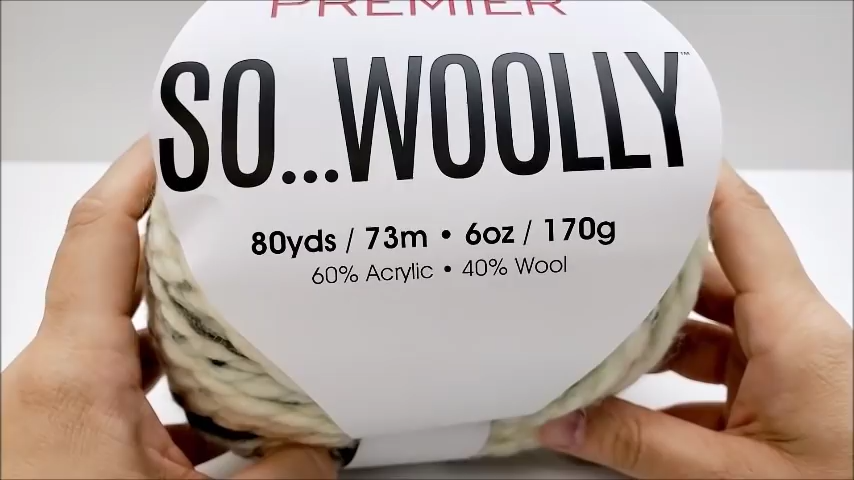 PREMIER
SO...WOOLLY™
80yds / 73m • 6oz / 170g
60% Acrylic • 40% Wool